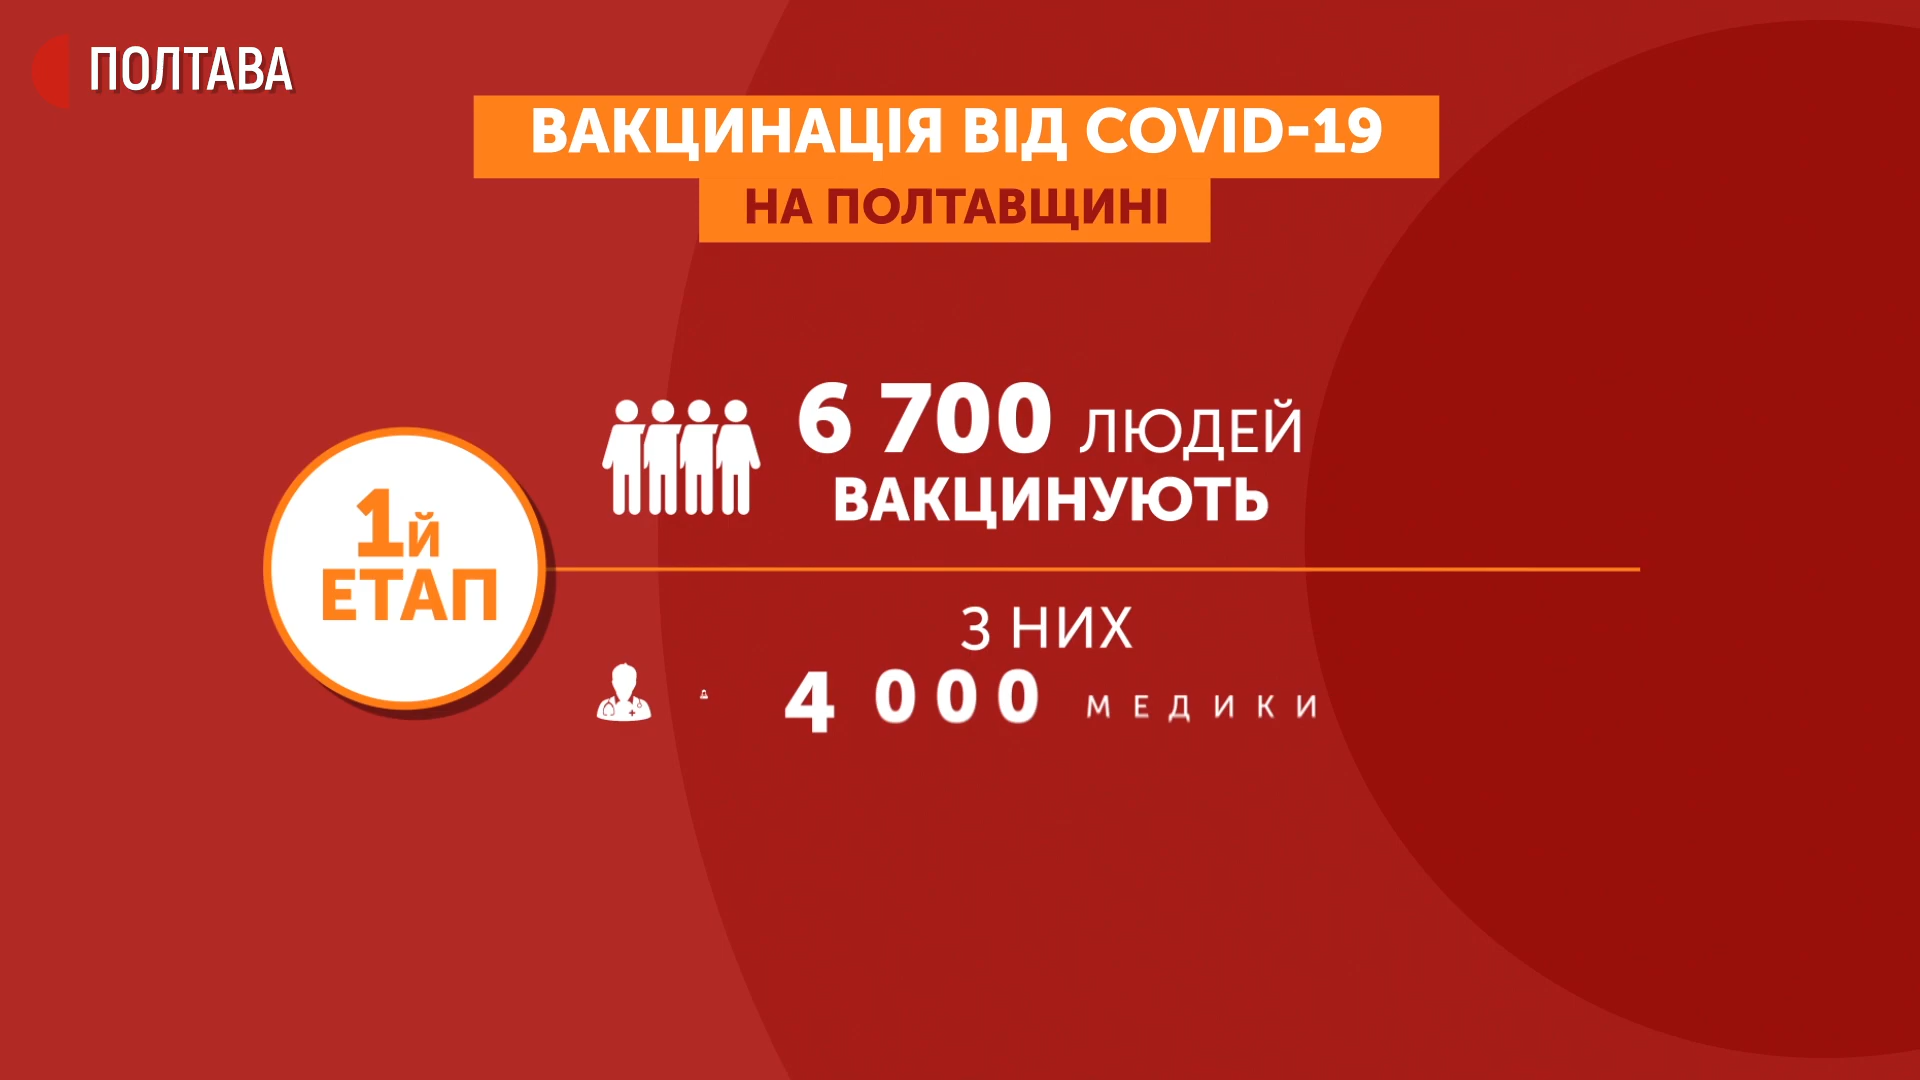 ПОЛТАВА
ВАКЦИНАЦІЯ ВІД COVID-19
НА ПОЛТАВЩИНІ
6 700 ЛЮДЕЙ
ВАКЦИНУЮТЬ
1й
ЕТАП
З НИХ
4 000 МЕДИКИ